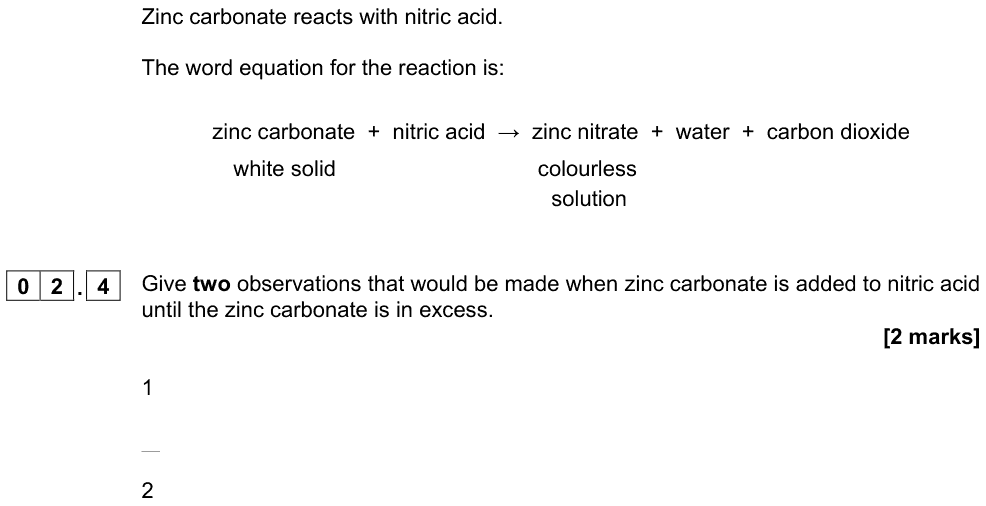 Zinc carbonate reacts with nitric acid.
The word equation for the reaction is:
zinc carbonate + nitric acid → zinc nitrate + water + carbon dioxide
white solid colourless
solution
0 2 . 4 Give two observations that would be made when zinc carbonate is added to nitric acid
until the zinc carbonate is in excess.
[2 marks]
1
2